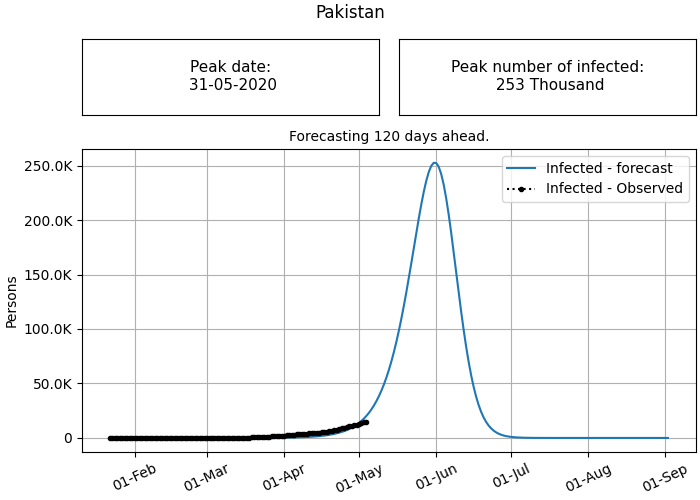 Pakistan
Peak date:
31-05-2020
Peak number of infected:
253 Thousand
Forecasting 120 days ahead.
Infected - forecast
Infected - Observed
250.0K
200.0K
150.0K
100.0K
50.0K
0
Persons
01-Feb
01-Mar
01-Apr
01-May
01-Jun
01-Jul
01-Aug
01-Sep